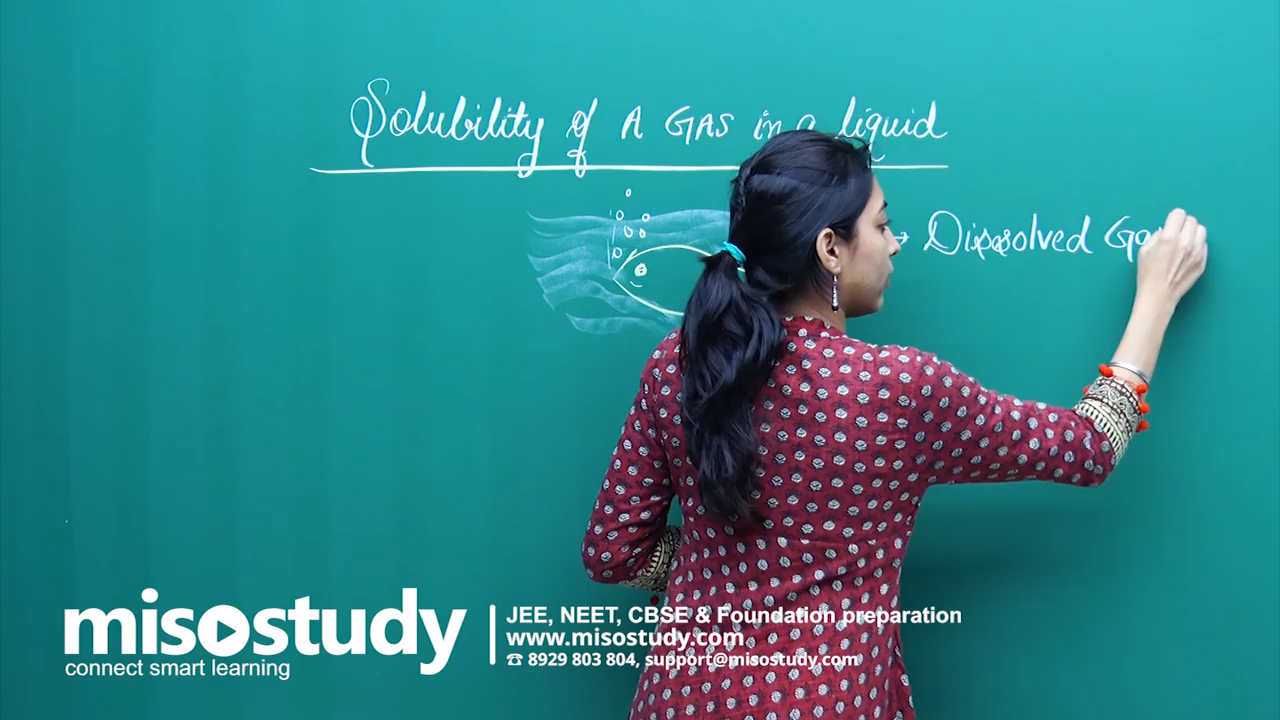 Solubility of A GAS in a liquid
→ Dissolved Ga
misostudy
connect smart learning
JEE, NEET, CBSE & Foundation preparation
www.misostudy.com
☎ 8929 803 804, support@misostudy.com